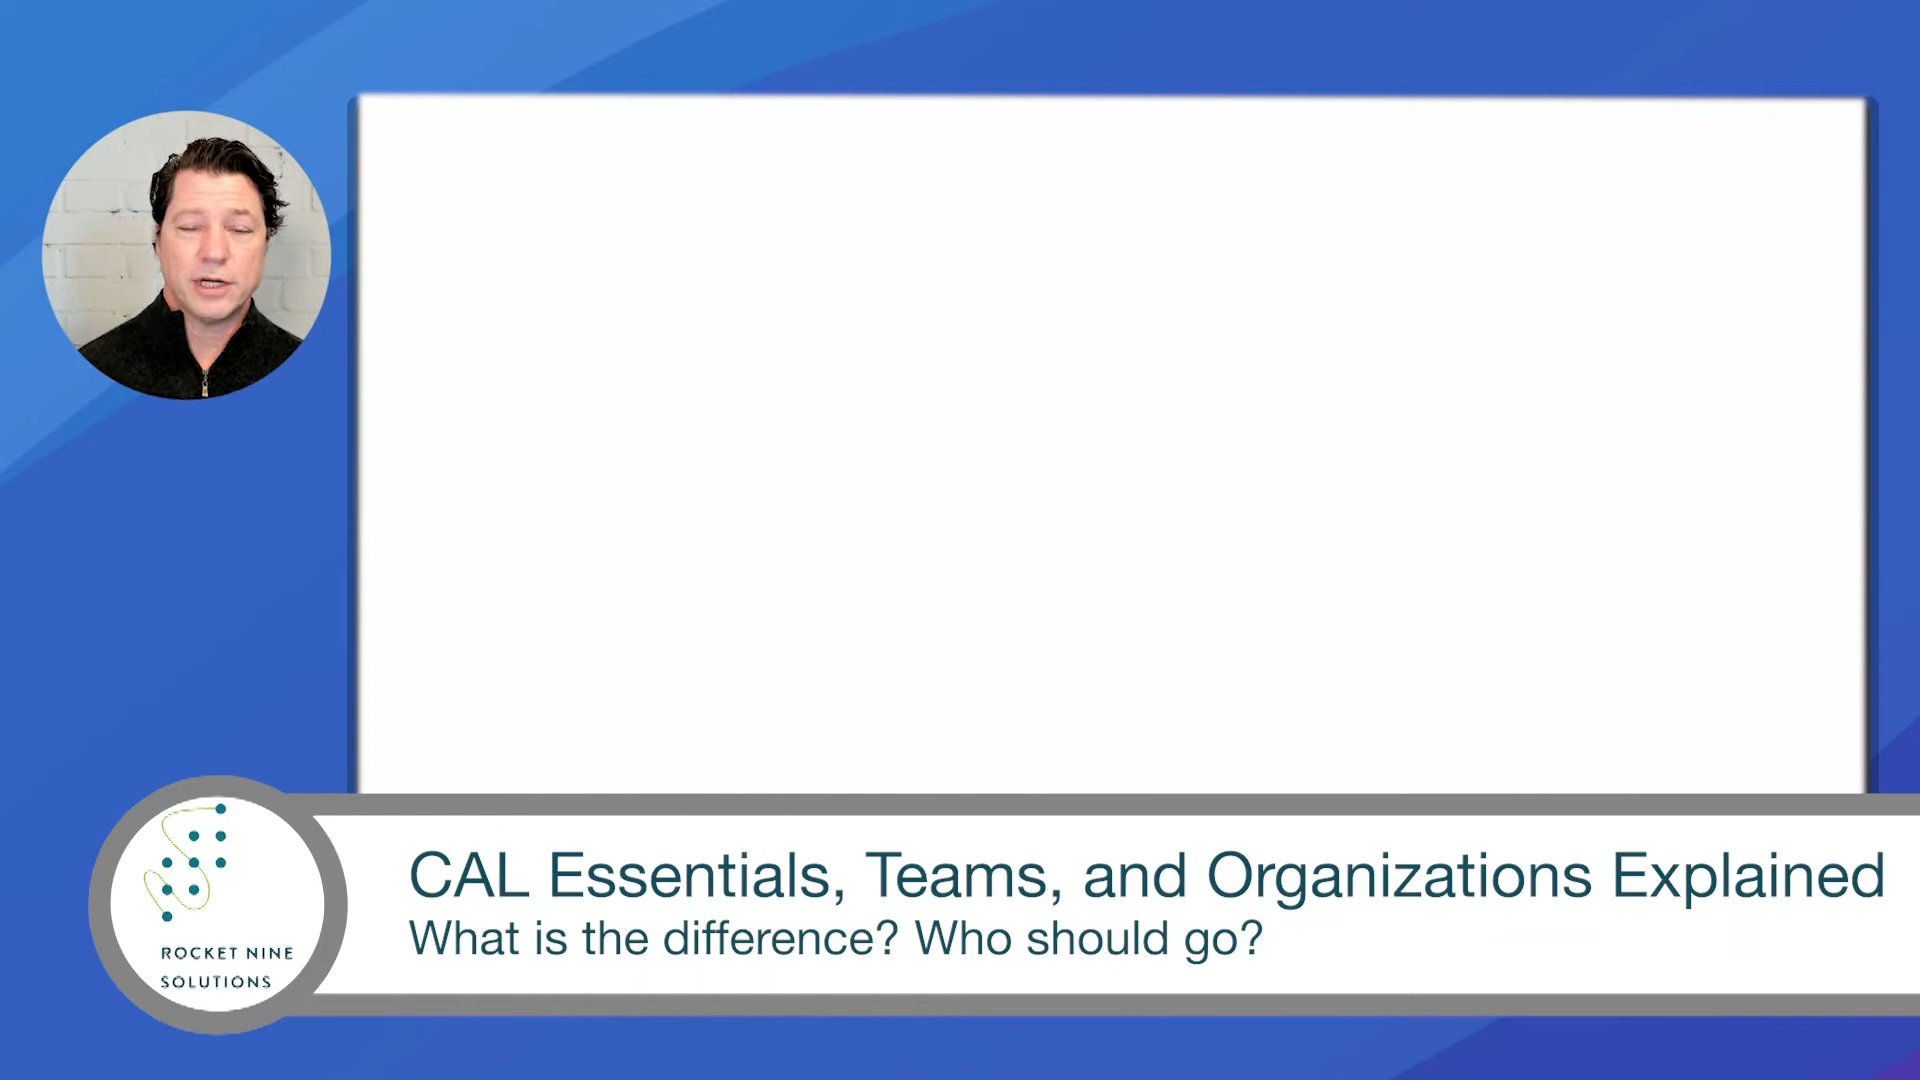 CAL Essentials, Teams, and Organizations Explained
What is the difference? Who should go?
ROCKET NINE
SOLUTIONS